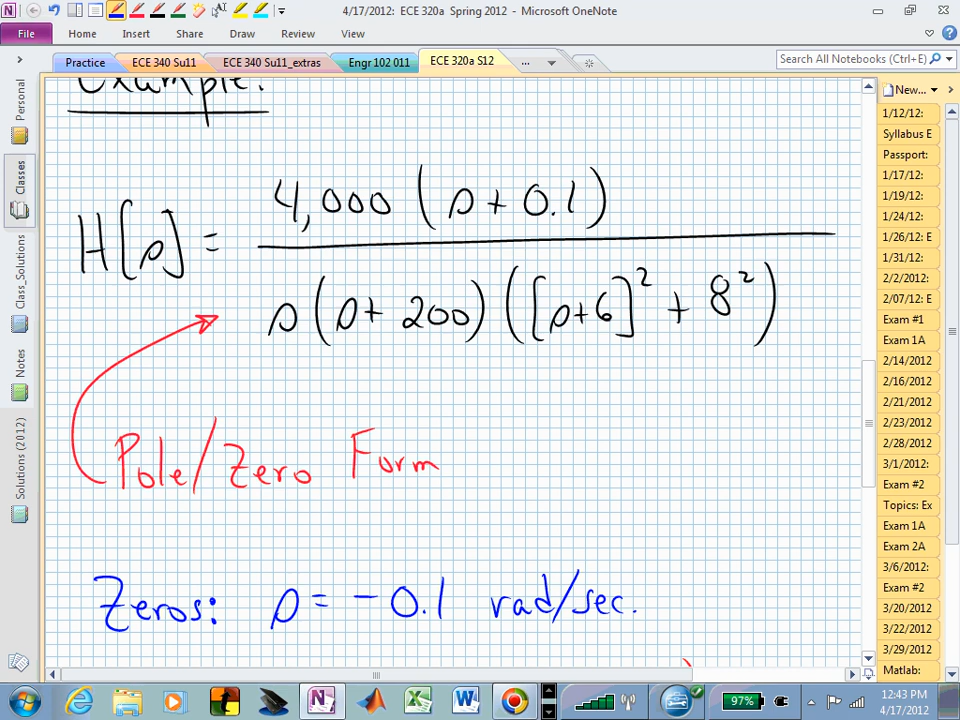 4/17/2012: ECE 320a Spring 2012 - Microsoft OneNote
File Home Insert Share Draw Review View
Practice ECE 340 Su11 ECE 340 Su11_extras Engr 102 011 ECE 320a S12 ...
Search All Notebooks (Ctrl+E)
Personal
Classes
Class_Solutions
Notes
Solutions (2012)
Example:
H[s] = 4,000 (s + 0.1) / s (s + 200) ([s+6]² + 8²)
Pole/Zero Form
Zeros: s = -0.1 rad/sec.
New...
1/12/12:
Syllabus E
Passport:
1/17/12:
1/19/12:
1/24/12:
1/26/12: E
1/31/12:
2/2/2012:
2/07/12: E
Exam #1
Exam 1A
2/14/2012
2/16/2012
2/21/2012
2/23/2012
2/28/2012
3/1/2012:
Exam #2
Topics: Ex
Exam 1A
Exam 2A
3/6/2012:
Exam #2
3/20/2012
3/22/2012
3/29/2012
Matlab:
97%
12:43 PM
4/17/2012